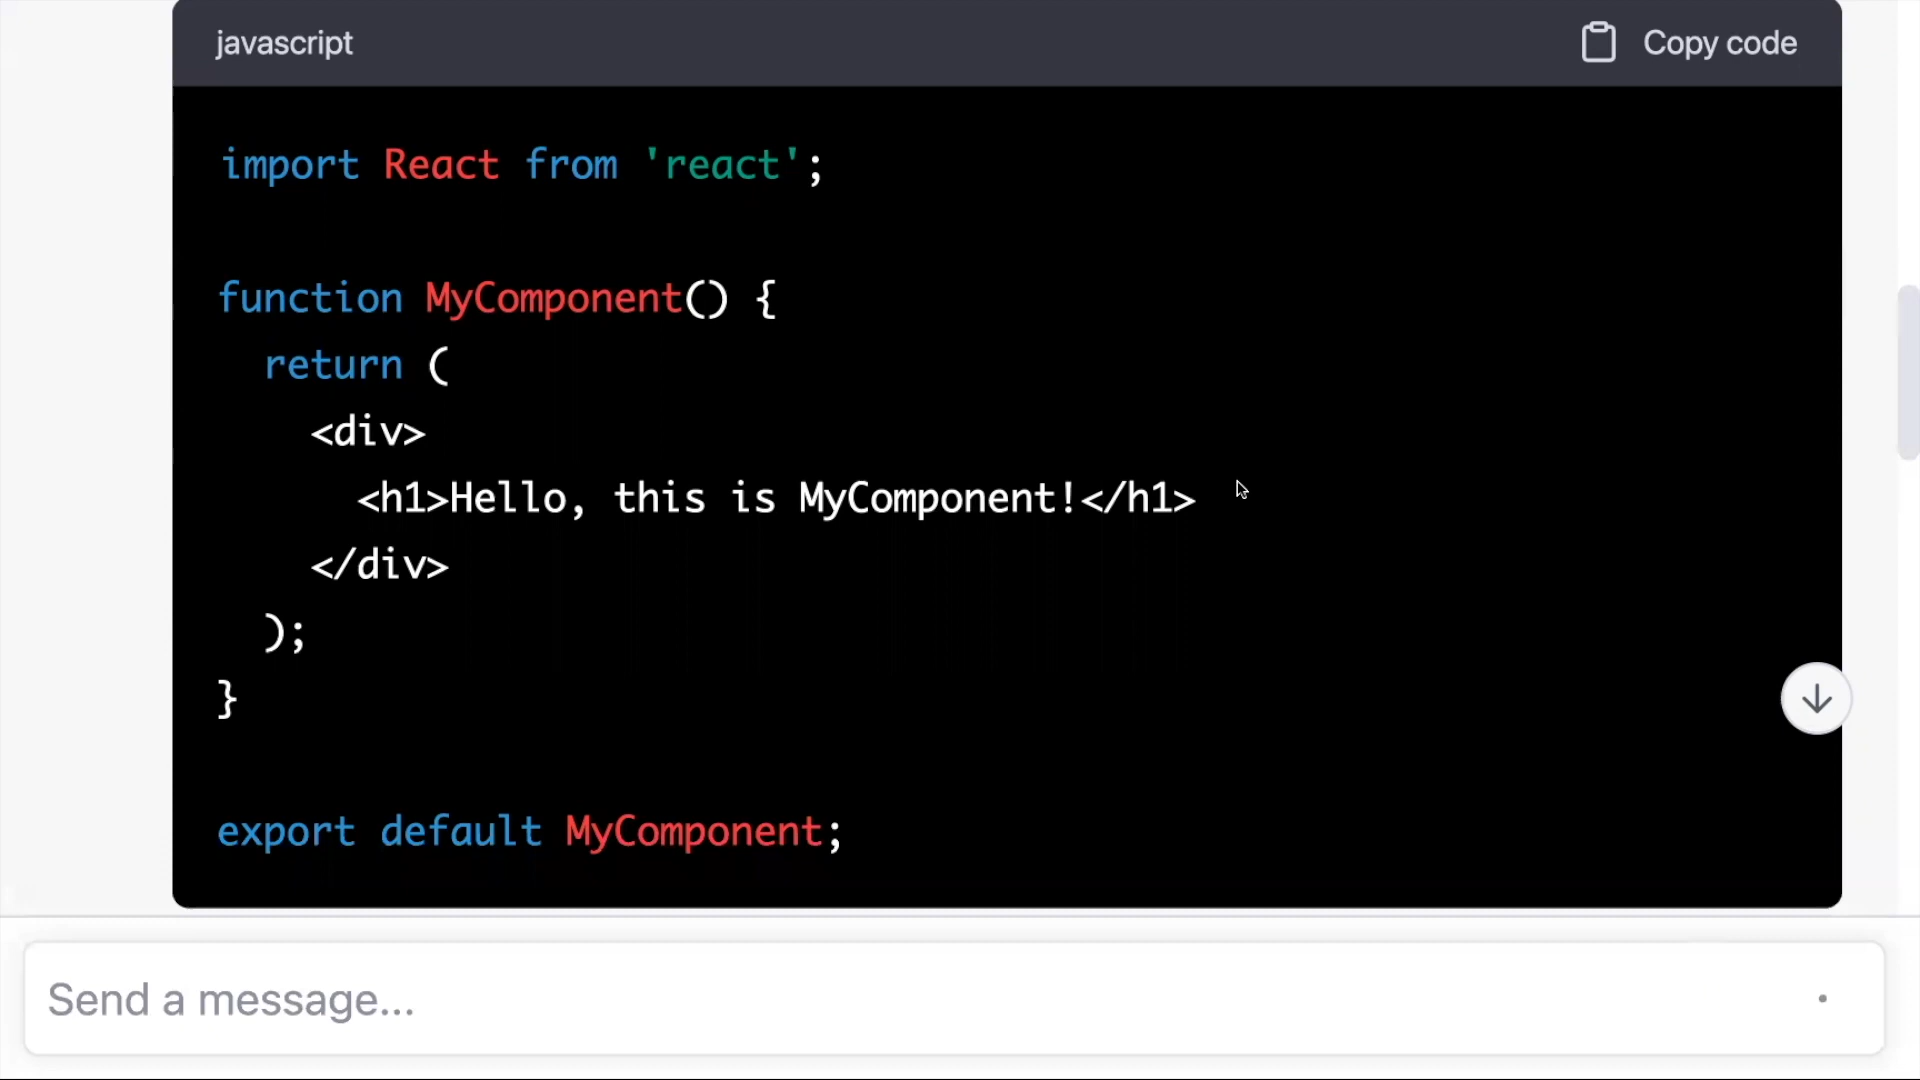 javascript
Copy code
import React from 'react';
function MyComponent() {
return (
<div>
<h1>Hello, this is MyComponent!</h1>
</div>
);
}
export default MyComponent;
Send a message...